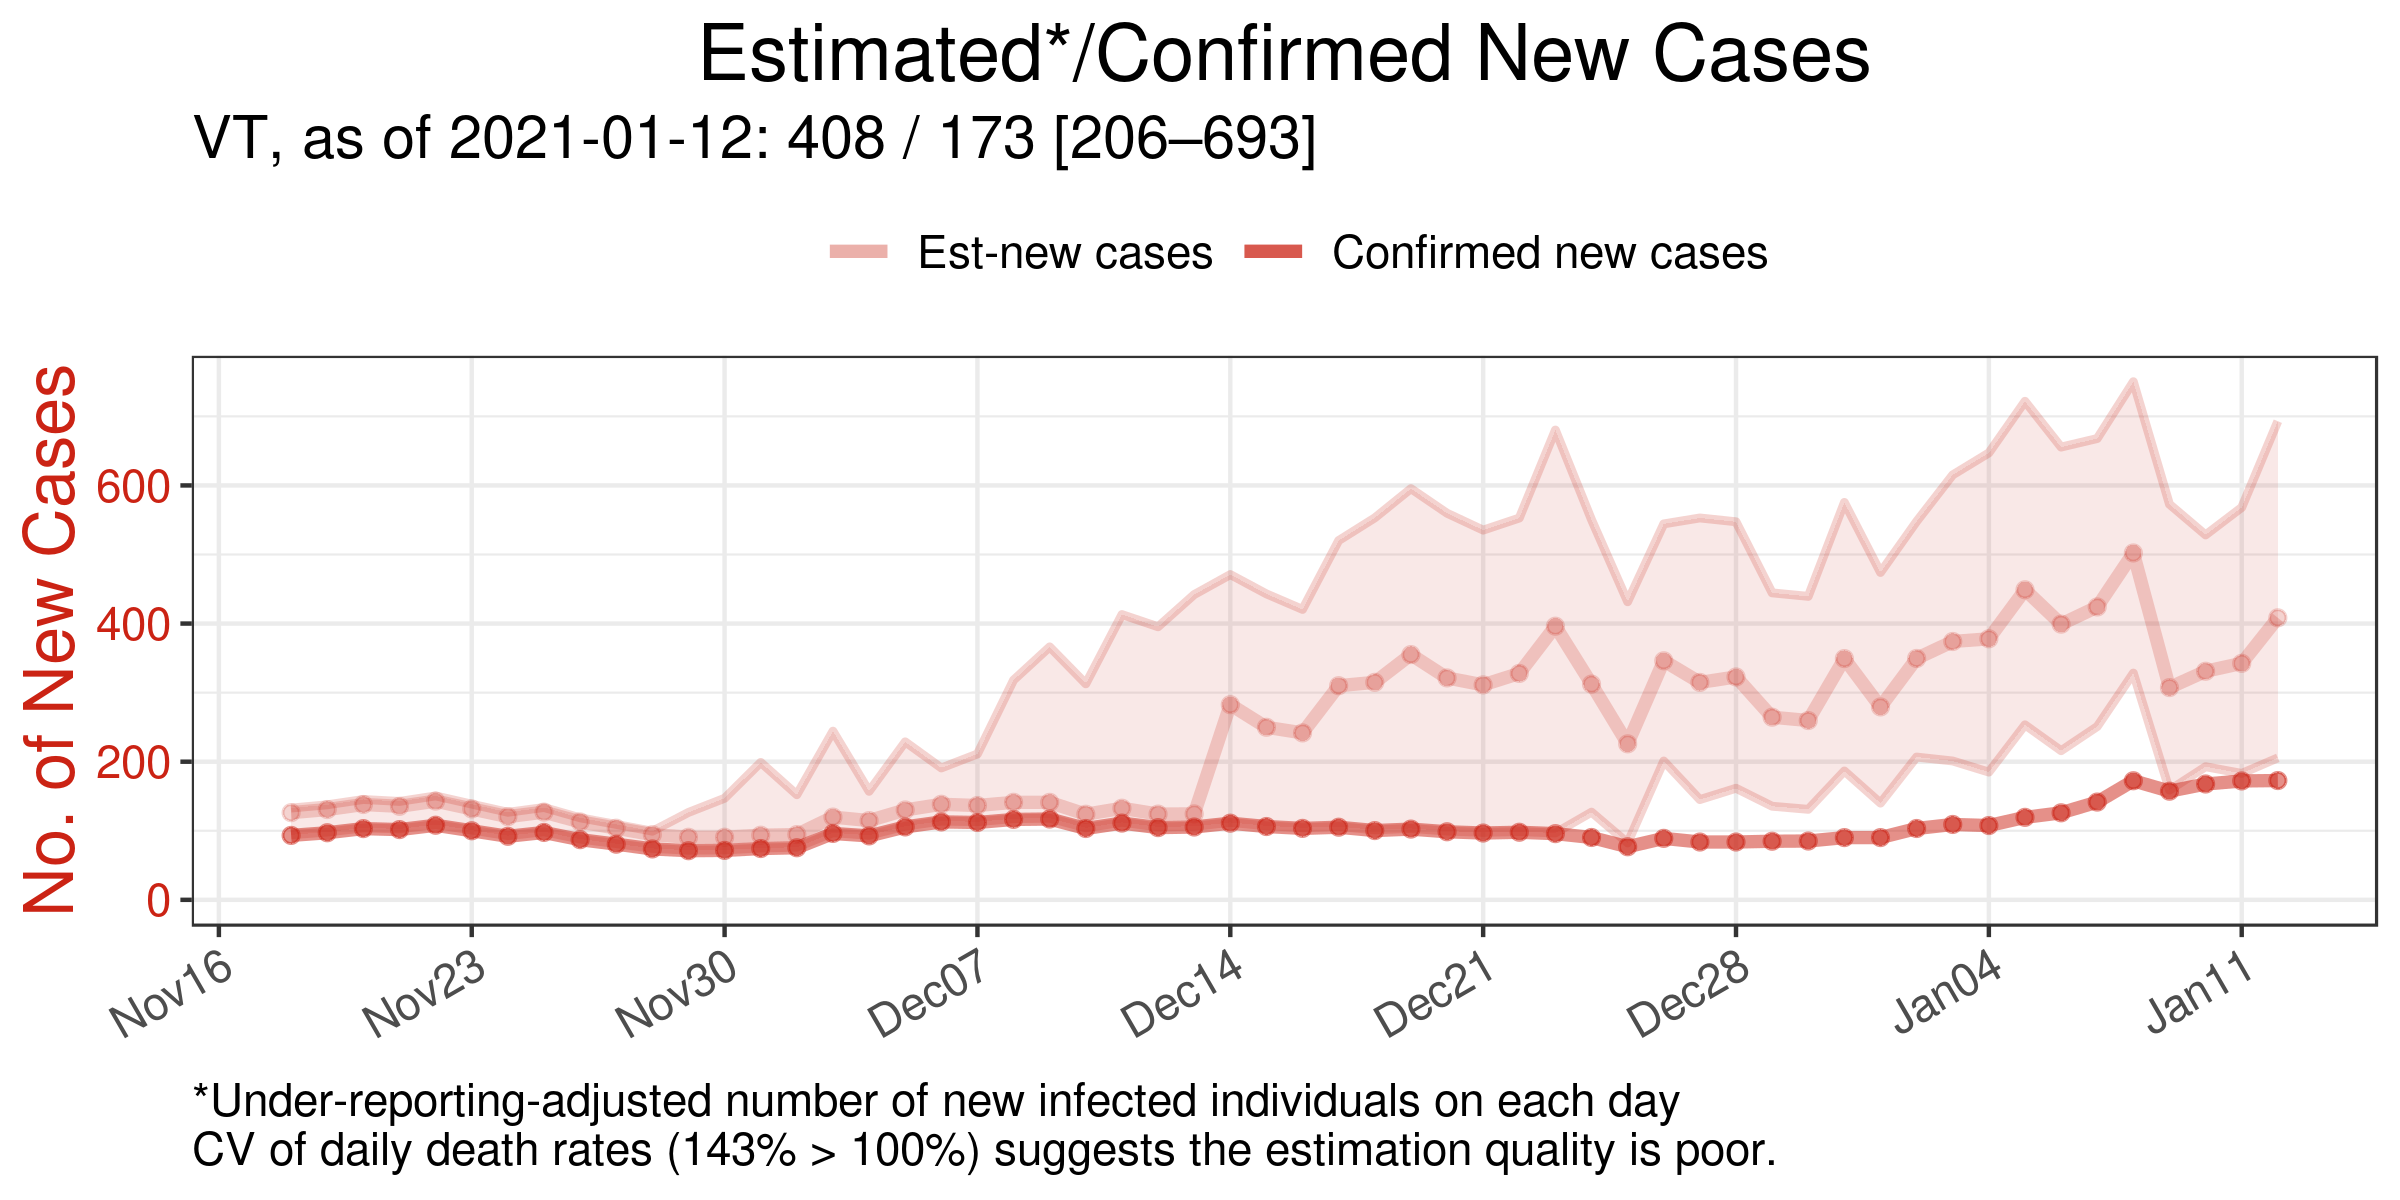 Estimated*/Confirmed New Cases
VT, as of 2021-01-12: 408 / 173 [206–693]
Est-new cases
Confirmed new cases
No. of New Cases
600
400
200
0
Nov16
Nov23
Nov30
Dec07
Dec14
Dec21
Dec28
Jan04
Jan11
*Under-reporting-adjusted number of new infected individuals on each day
CV of daily death rates (143% > 100%) suggests the estimation quality is poor.